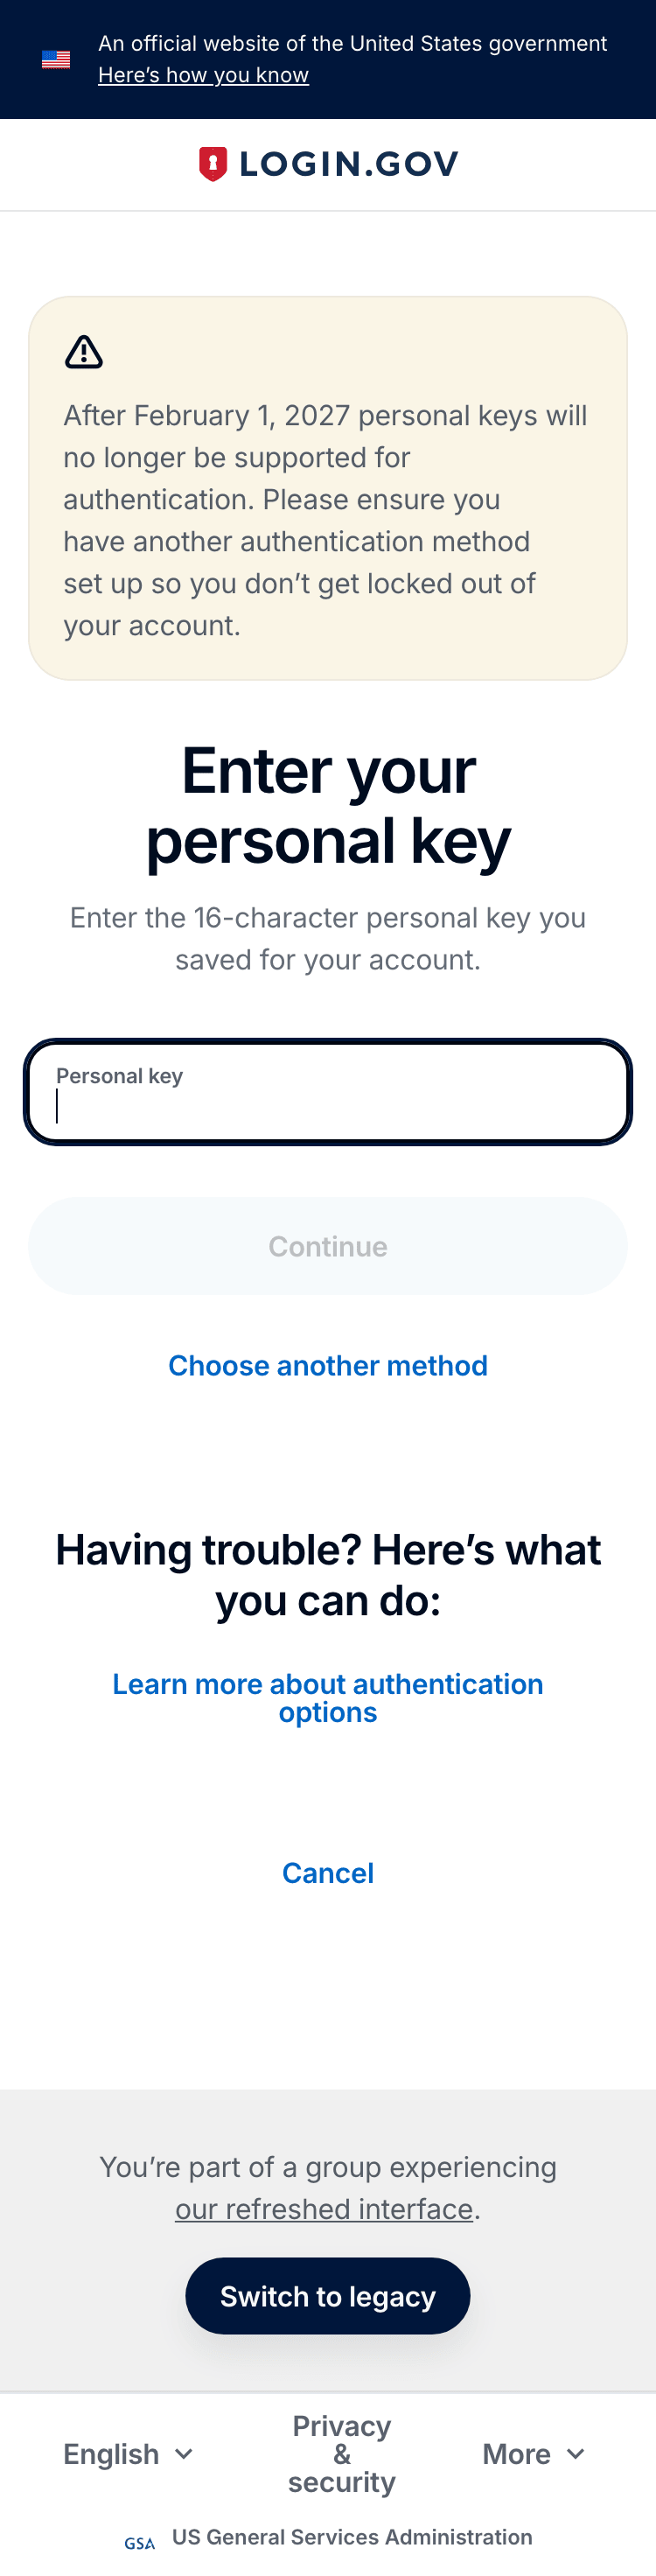 An official website of the United States government
Here’s how you know
LOGIN.GOV
After February 1, 2027 personal keys will
no longer be supported for
authentication. Please ensure you
have another authentication method
set up so you don’t get locked out of
your account.
Enter your
personal key
Enter the 16-character personal key you
saved for your account.
Personal key
Continue
Choose another method
Having trouble? Here’s what
you can do:
Learn more about authentication
options
Cancel
You’re part of a group experiencing
our refreshed interface.
Switch to legacy
English
Privacy
&
security
More
GSA US General Services Administration